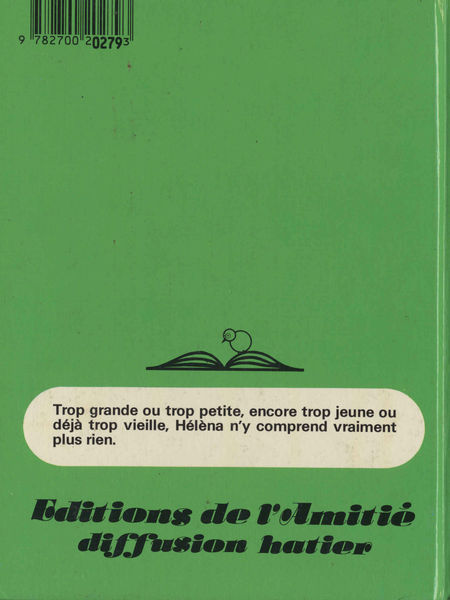 9 782700 202793
Trop grande ou trop petite, encore trop jeune ou
déjà trop vieille, Hélèna n'y comprend vraiment
plus rien.
Editions de l'Amitié
diffusion hatier